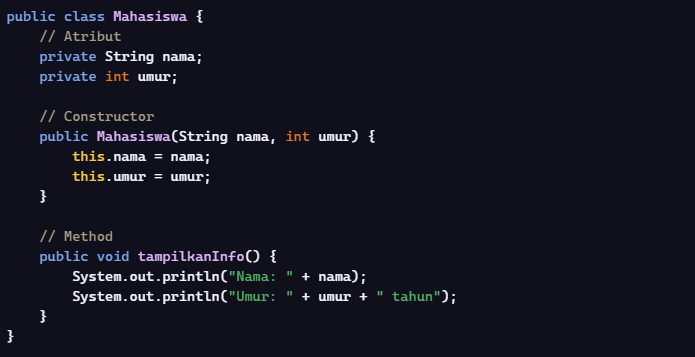 public class Mahasiswa {
    // Atribut
    private String nama;
    private int umur;

    // Constructor
    public Mahasiswa(String nama, int umur) {
        this.nama = nama;
        this.umur = umur;
    }

    // Method
    public void tampilkanInfo() {
        System.out.println("Nama: " + nama);
        System.out.println("Umur: " + umur + " tahun");
    }
}